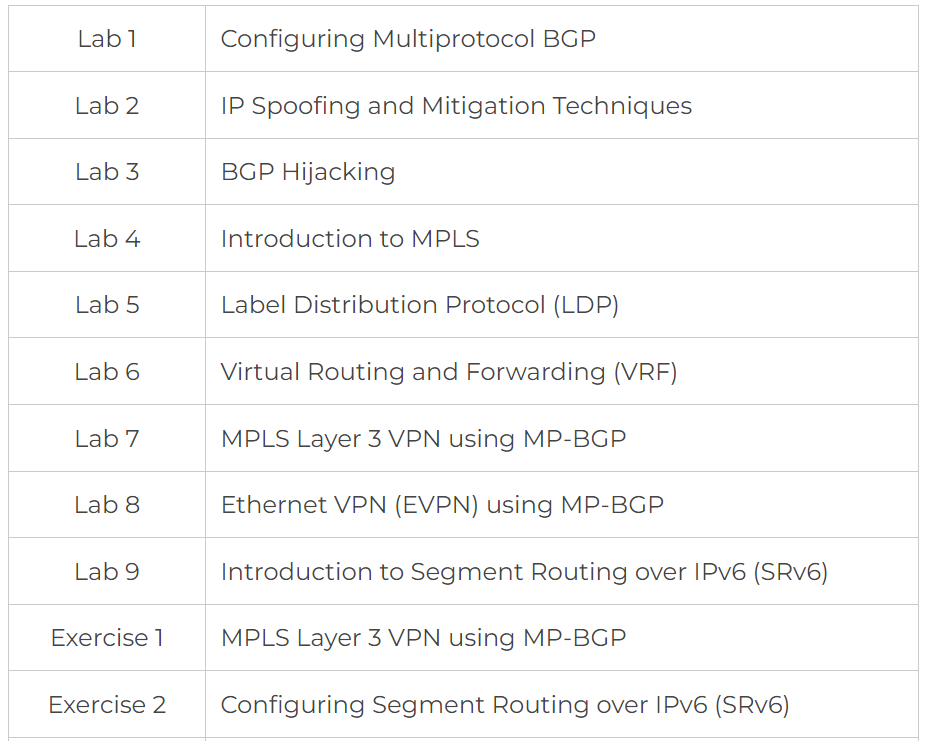 Lab 1 Configuring Multiprotocol BGP
Lab 2 IP Spoofing and Mitigation Techniques
Lab 3 BGP Hijacking
Lab 4 Introduction to MPLS
Lab 5 Label Distribution Protocol (LDP)
Lab 6 Virtual Routing and Forwarding (VRF)
Lab 7 MPLS Layer 3 VPN using MP-BGP
Lab 8 Ethernet VPN (EVPN) using MP-BGP
Lab 9 Introduction to Segment Routing over IPv6 (SRv6)
Exercise 1 MPLS Layer 3 VPN using MP-BGP
Exercise 2 Configuring Segment Routing over IPv6 (SRv6)